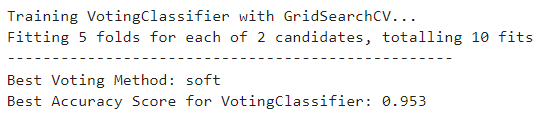 Training VotingClassifier with GridSearchCV...
Fitting 5 folds for each of 2 candidates, totalling 10 fits
--------------------------------------------------
Best Voting Method: soft
Best Accuracy Score for VotingClassifier: 0.953